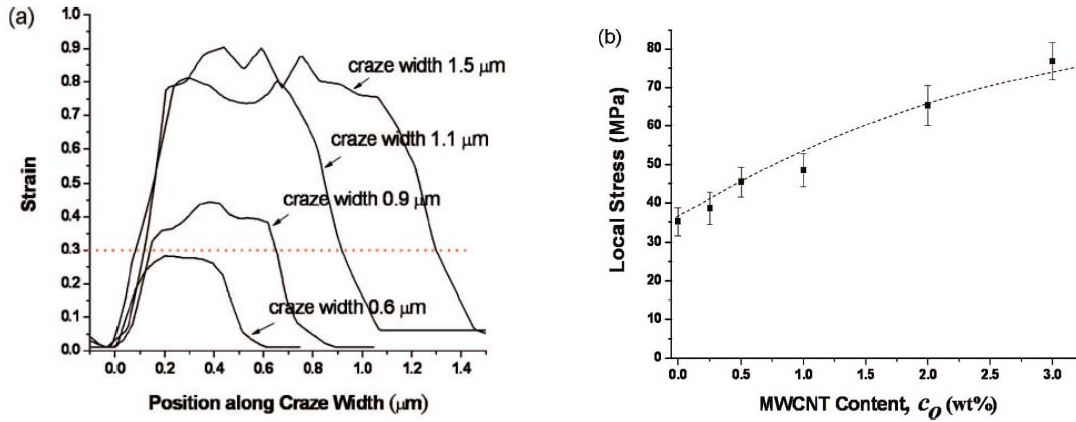 (a)
1.0
0.9
0.8
0.7
0.6
0.5
0.4
0.3
0.2
0.1
0.0
Strain
craze width 1.5 μm
craze width 1.1 μm
craze width 0.9 μm
craze width 0.6 μm
0.0 0.2 0.4 0.6 0.8 1.0 1.2 1.4
Position along Craze Width (μm)
(b)
80
70
60
50
40
30
20
10
0
Local Stress (MPa)
0.0 0.5 1.0 1.5 2.0 2.5 3.0
MWCNT Content, c_o (wt%)